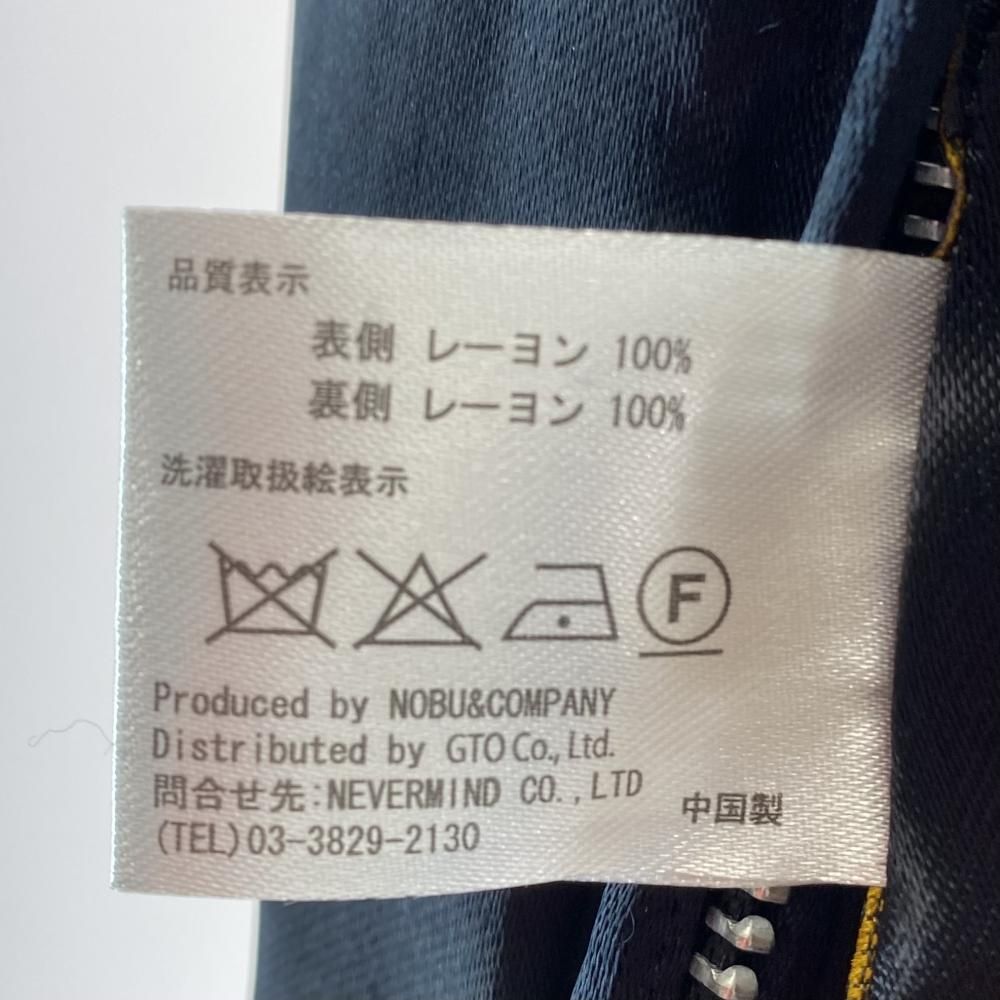 品質表示
表側 レーヨン 100%
裏側 レーヨン 100%
洗濯取扱絵表示
F
Produced by NOBU&COMPANY
Distributed by GTO Co., Ltd.
問合せ先:NEVERMIND CO.,LTD
(TEL)03-3829-2130
中国製